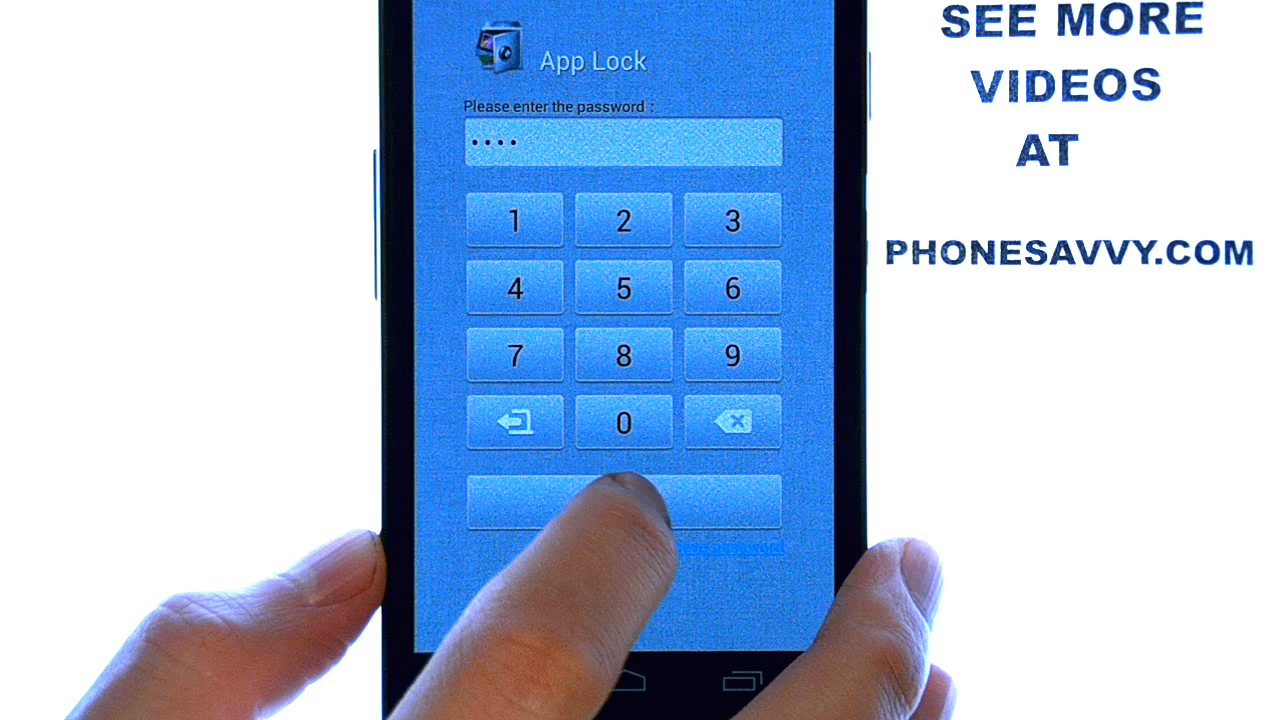 App Lock
Please enter the password :
••••
1 2 3
4 5 6
7 8 9
0
SEE MORE
VIDEOS
AT
PHONESAVVY.COM